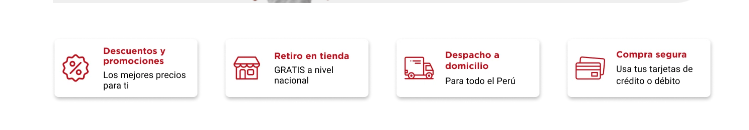 Descuentos y
promociones
Los mejores precios
para ti
Retiro en tienda
GRATIS a nivel
nacional
Despacho a
domicilio
Para todo el Perú
Compra segura
Usa tus tarjetas de
crédito o débito